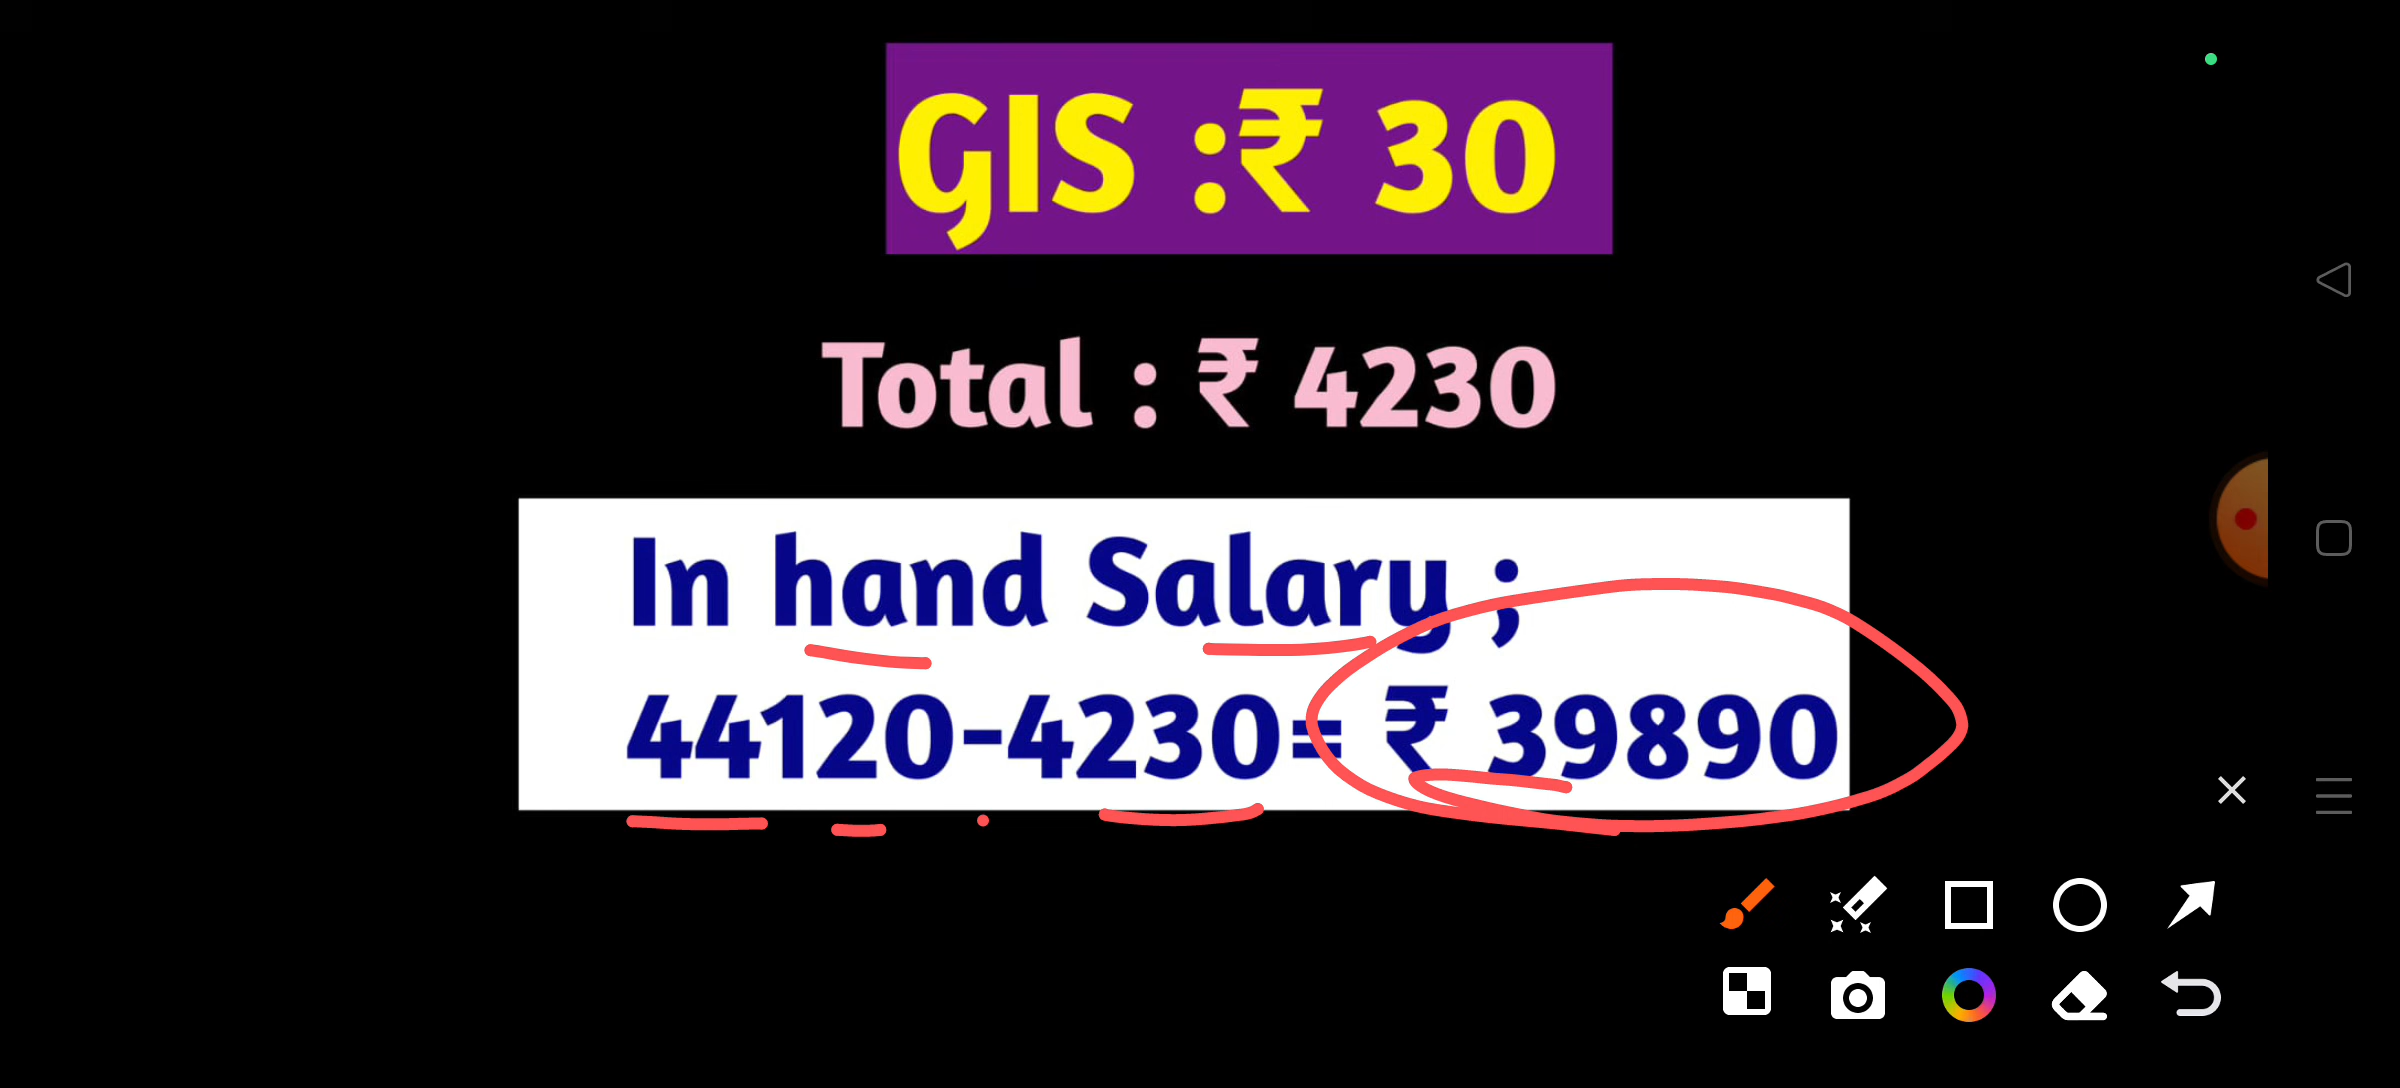 GIS :₹ 30
Total : ₹ 4230
In hand Salary ;
44120-4230= ₹ 39890